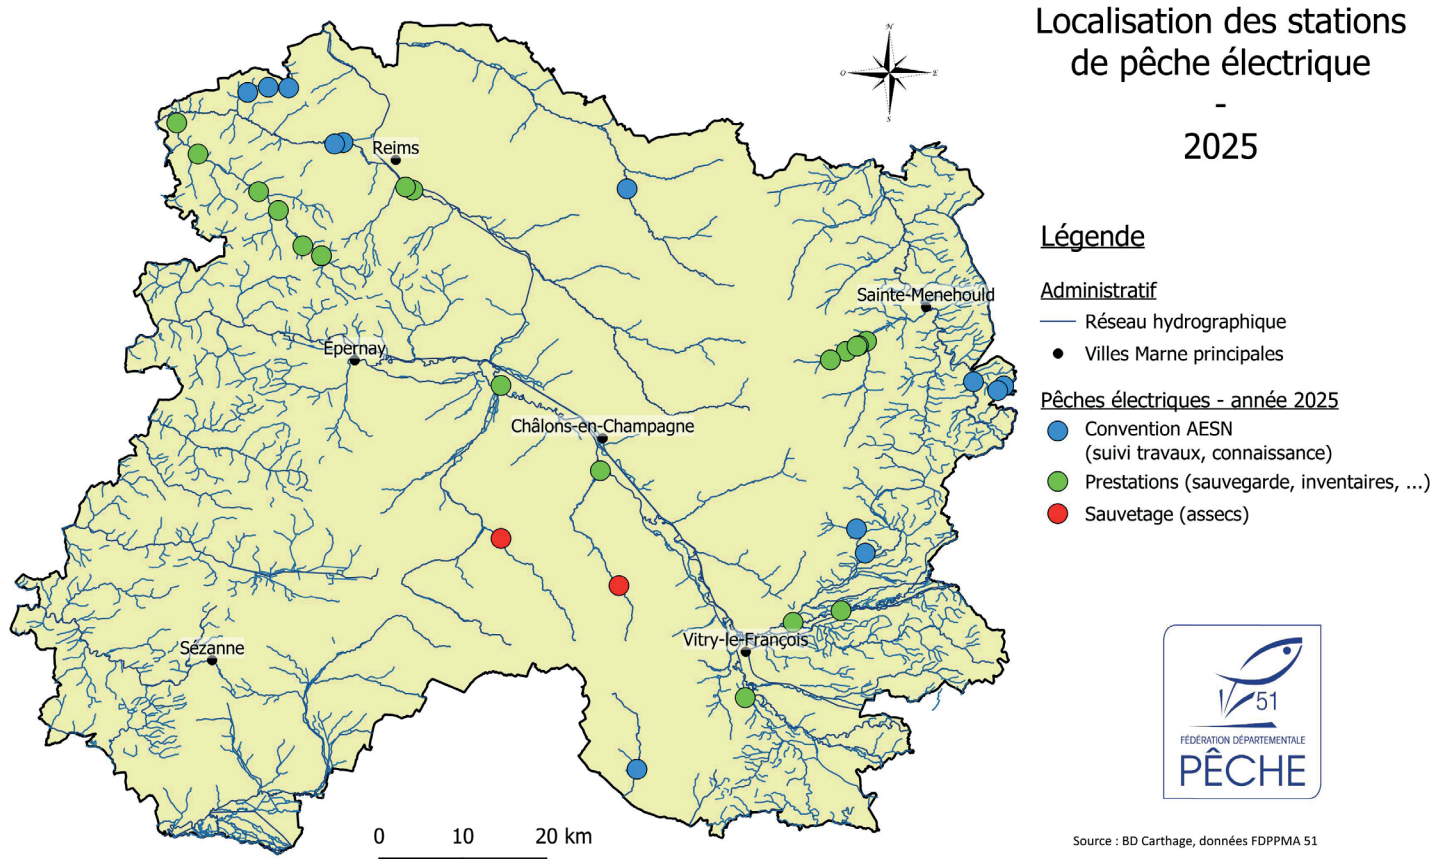 Localisation des stations
de pêche électrique
-
2025
N
O
E
S
Reims
Sainte-Menehould
Épernay
Châlons-en-Champagne
Vitry-le-François
Sézanne
0 10 20 km
Légende
Administratif
Réseau hydrographique
Villes Marne principales
Pêches électriques - année 2025
Convention AESN
(suivi travaux, connaissance)
Prestations (sauvegarde, inventaires, ...)
Sauvetage (assecs)
51
FÉDÉRATION DÉPARTEMENTALE
PÊCHE
Source : BD Carthage, données FDPPMA 51